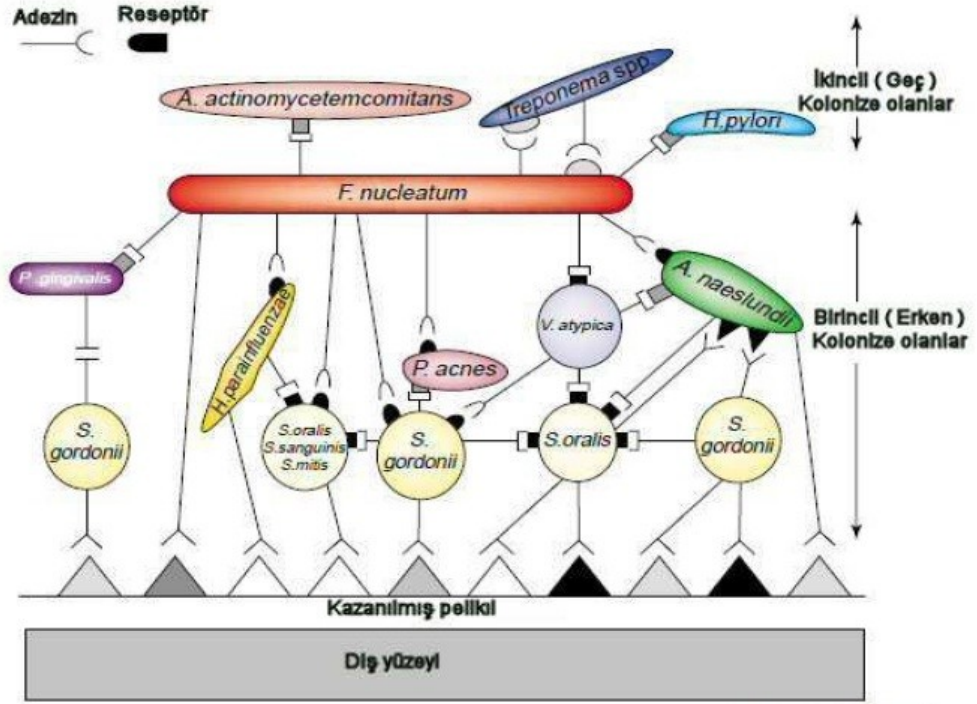 Adezin
Reseptör
A. actinomycetemcomitans
Treponema spp
H.pylori
İkincil ( Geç )
Kolonize olanlar
F. nucleatum
P. gingivalis
H.parainfluenzae
P. acnes
V. atypica
A. naeslundii
Birincil ( Erken )
Kolonize olanlar
S.
gordonii
S.oralis
S.sanguinis
S.mitis
S.
gordonii
S.oralis
S.
gordonii
Kazanılmış pelikıl
Diş yüzeyi